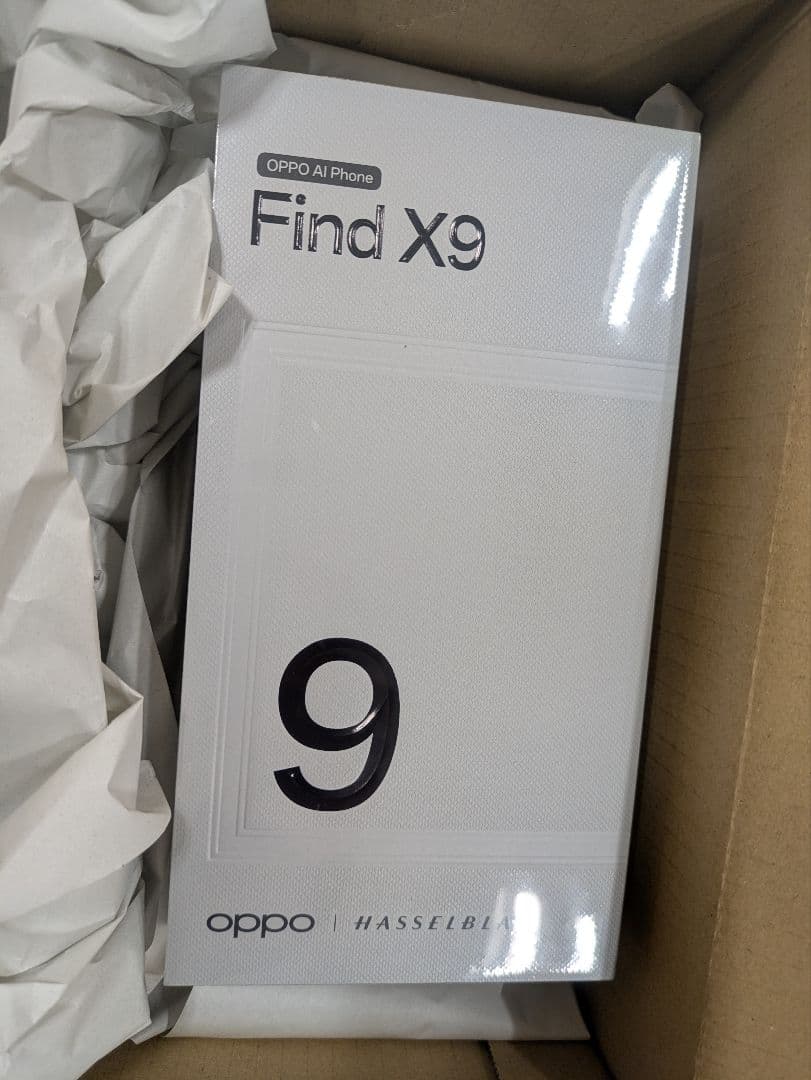 OPPO AI Phone
Find X9
9
oppo | HASSELBLA